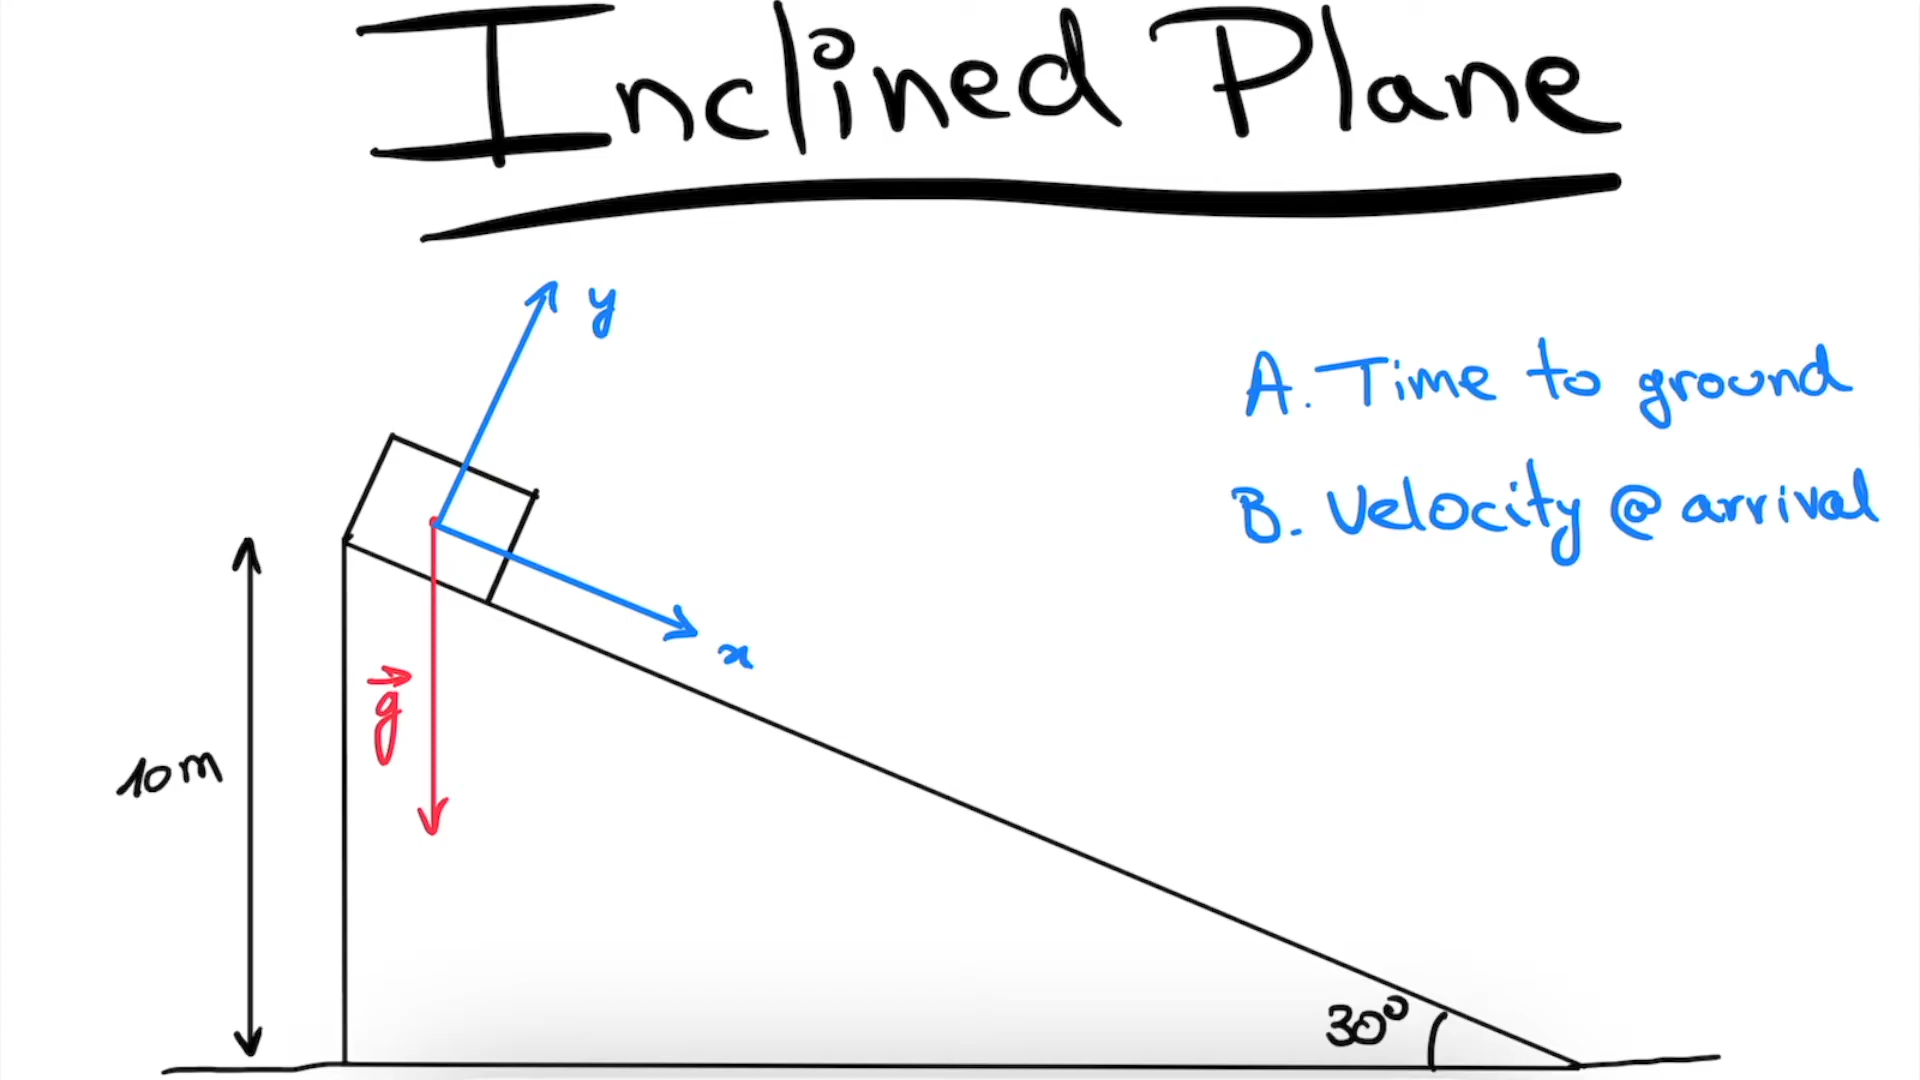 Inclined Plane
y
A. Time to ground
B. Velocity @ arrival
x
g⃗
10m
30°